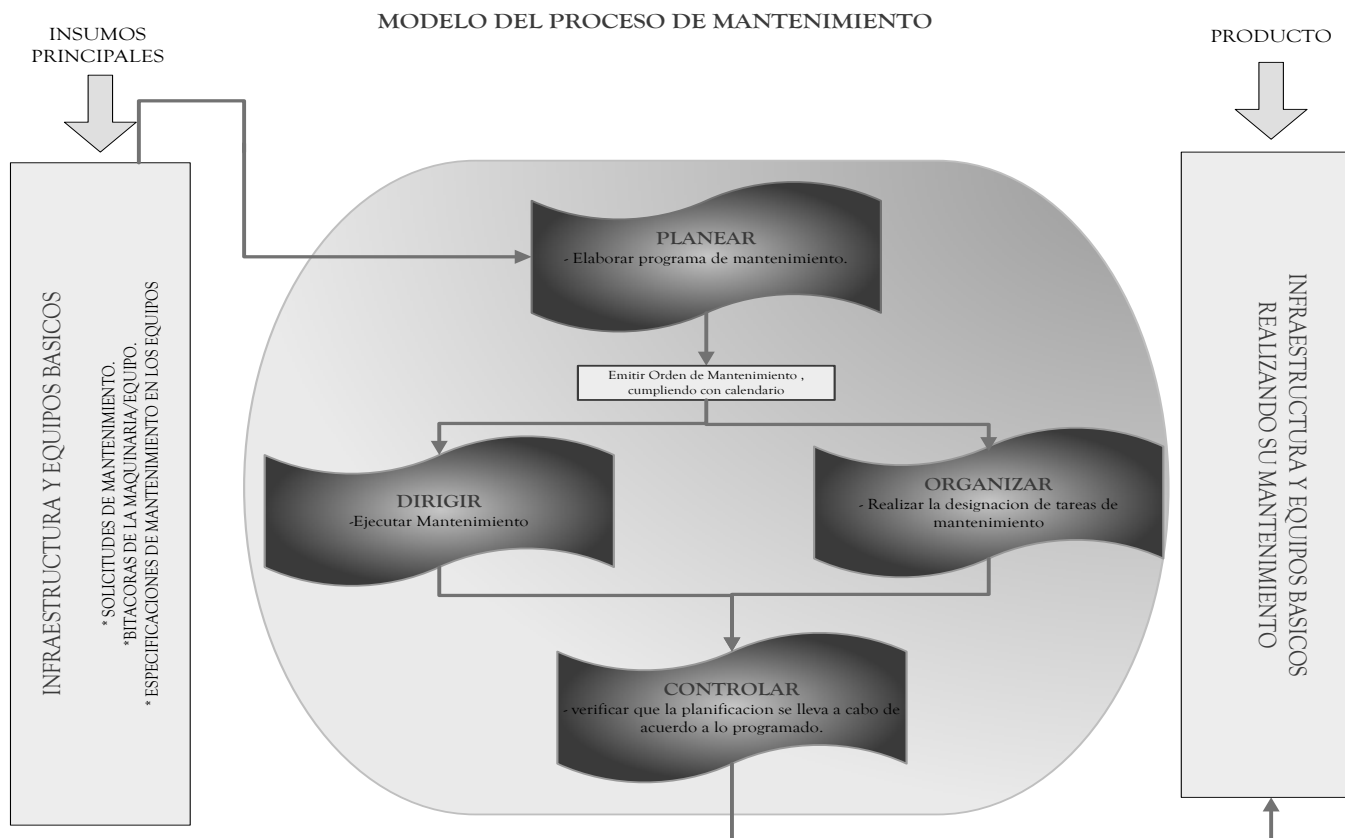 MODELO DEL PROCESO DE MANTENIMIENTO
INSUMOS
PRINCIPALES
PRODUCTO
INFRAESTRUCTURA Y EQUIPOS BASICOS
* SOLICITUDES DE MANTENIMIENTO.
*BITACORAS DE LA MAQUINARIA/EQUIPO.
* ESPECIFICACIONES DE MANTENIMIENTO EN LOS EQUIPOS
PLANEAR
- Elaborar programa de mantenimiento.
Emitir Orden de Mantenimiento ,
cumpliendo con calendario
DIRIGIR
-Ejecutar Mantenimiento
ORGANIZAR
- Realizar la designacion de tareas de
mantenimiento
CONTROLAR
- verificar que la planificacion se lleva a cabo de
acuerdo a lo programado.
INFRAESTRUCTURA Y EQUIPOS BASICOS
REALIZANDO SU MANTENIMIENTO